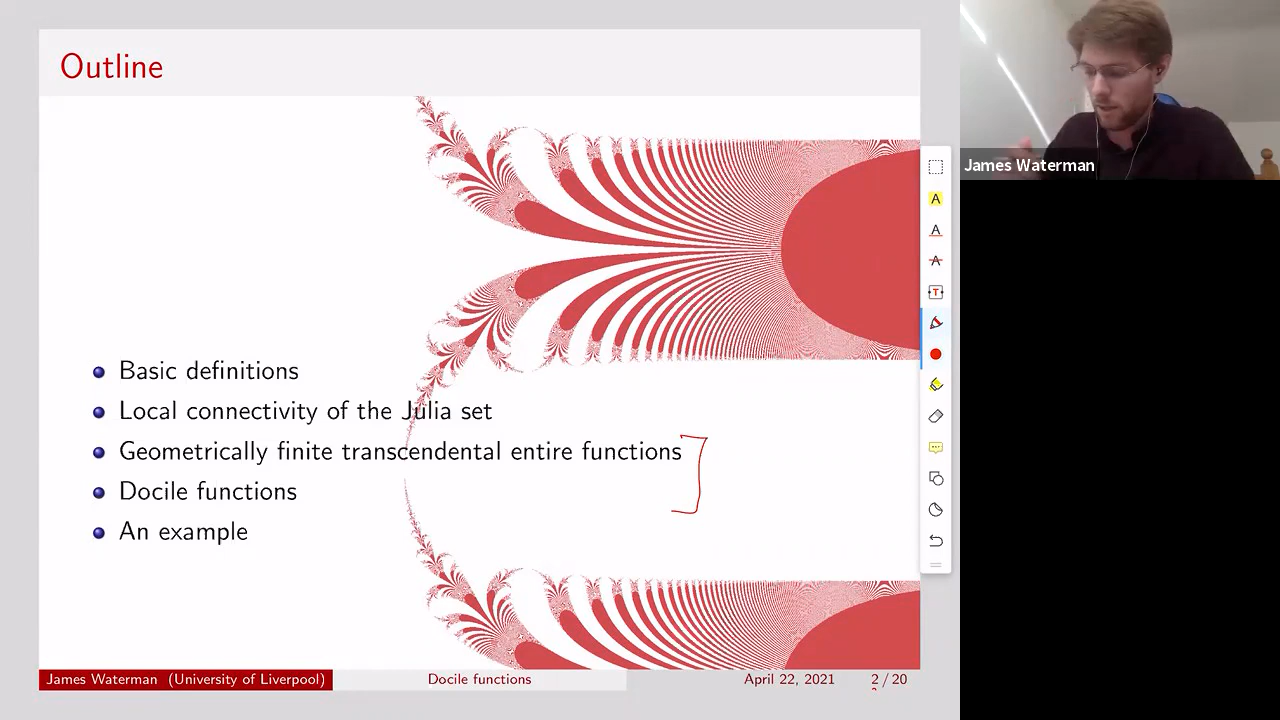 Outline
Basic definitions
Local connectivity of the Julia set
Geometrically finite transcendental entire functions
Docile functions
An example
James Waterman (University of Liverpool)
Docile functions
April 22, 2021
2 / 20
James Waterman
A
A
A
T